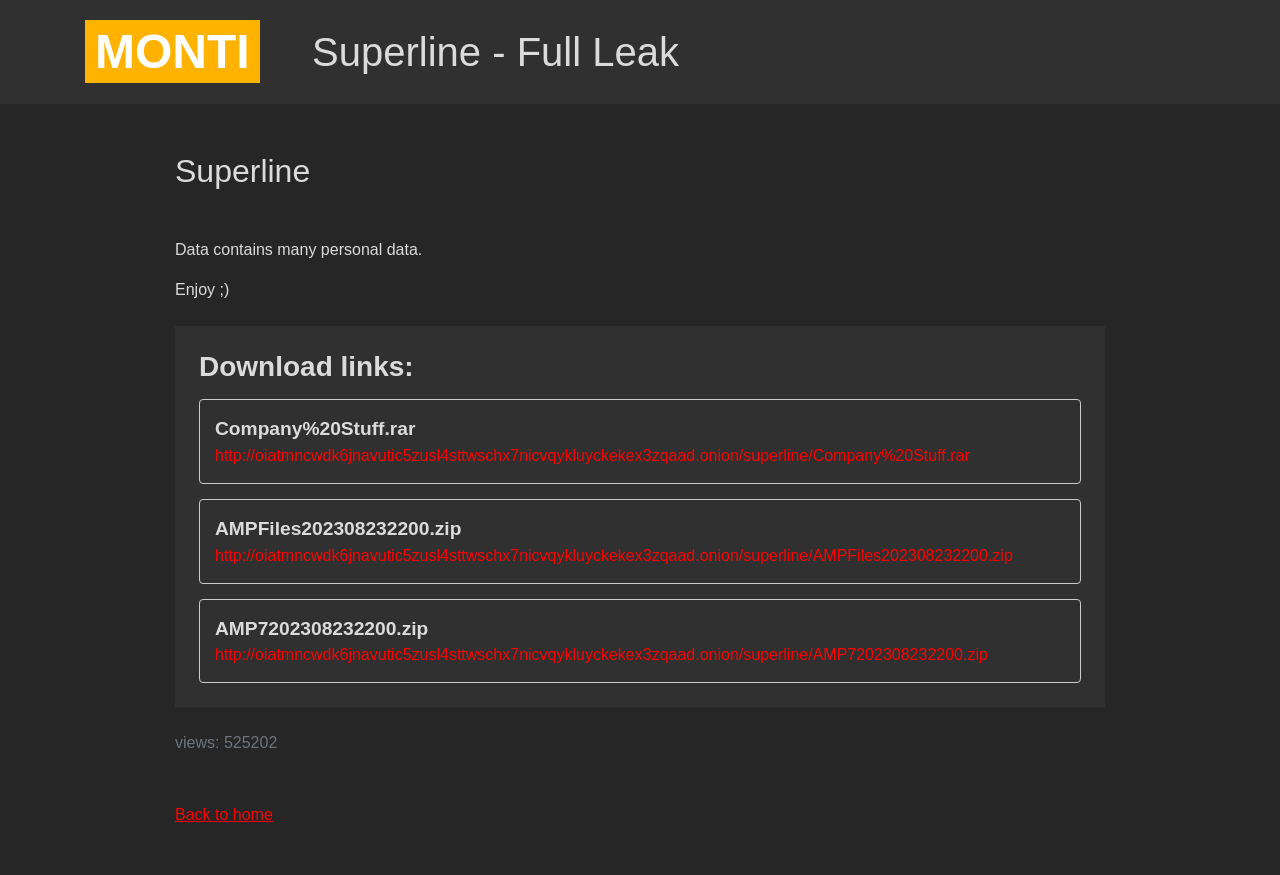 MONTI
Superline - Full Leak
Superline
Data contains many personal data.
Enjoy ;)
Download links:
Company%20Stuff.rar
http://oiatmncwdk6jnavutic5zusl4sttwschx7nicvqykluyckekex3zqaad.onion/superline/Company%20Stuff.rar
AMPFiles202308232200.zip
http://oiatmncwdk6jnavutic5zusl4sttwschx7nicvqykluyckekex3zqaad.onion/superline/AMPFiles202308232200.zip
AMP7202308232200.zip
http://oiatmncwdk6jnavutic5zusl4sttwschx7nicvqykluyckekex3zqaad.onion/superline/AMP7202308232200.zip
views: 525202
Back to home